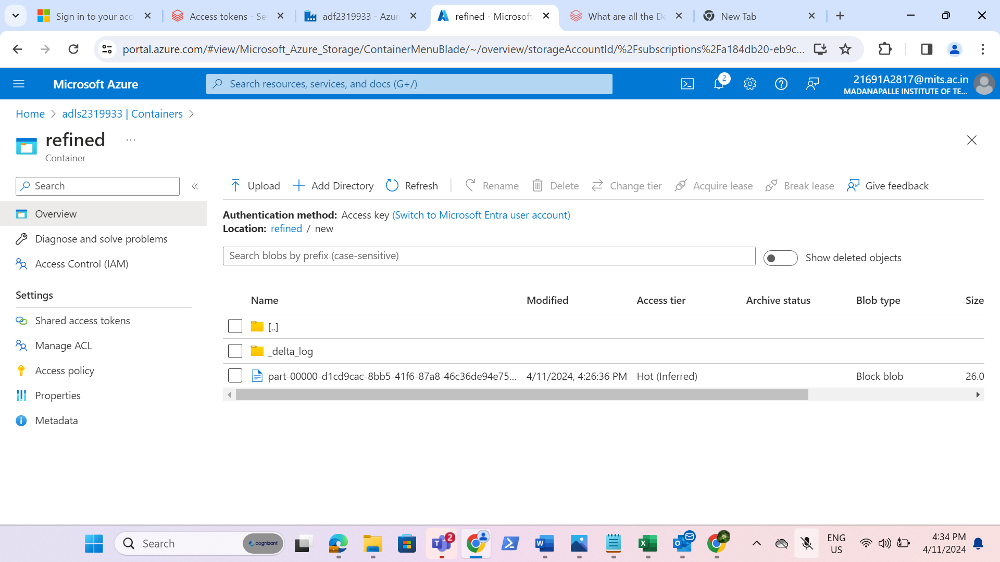 Sign in to your acc
Access tokens - Se
adf2319933 - Azur
refined - Microsoft
What are all the De
New Tab
portal.azure.com/#view/Microsoft_Azure_Storage/ContainerMenuBlade/~/overview/storageAccountId/%2Fsubscriptions%2Fa184db20-eb9c...
Microsoft Azure
Search resources, services, and docs (G+/)
2
21691A2817@mits.ac.in
MADANAPALLE INSTITUTE OF TE...
Home > adls2319933 | Containers >
refined ...
Container
Search «
Upload Add Directory Refresh Rename Delete Change tier Acquire lease Break lease Give feedback
Overview
Diagnose and solve problems
Access Control (IAM)
Settings
Shared access tokens
Manage ACL
Access policy
Properties
Metadata
Authentication method: Access key (Switch to Microsoft Entra user account)
Location: refined / new
Search blobs by prefix (case-sensitive)
Show deleted objects
Name Modified Access tier Archive status Blob type Size
[..]
_delta_log
part-00000-d1cd9cac-8bb5-41f6-87a8-46c36de94e75... 4/11/2024, 4:26:36 PM Hot (Inferred) Block blob 26.0
Search
cognizant
2
ENG
US
4:34 PM
4/11/2024